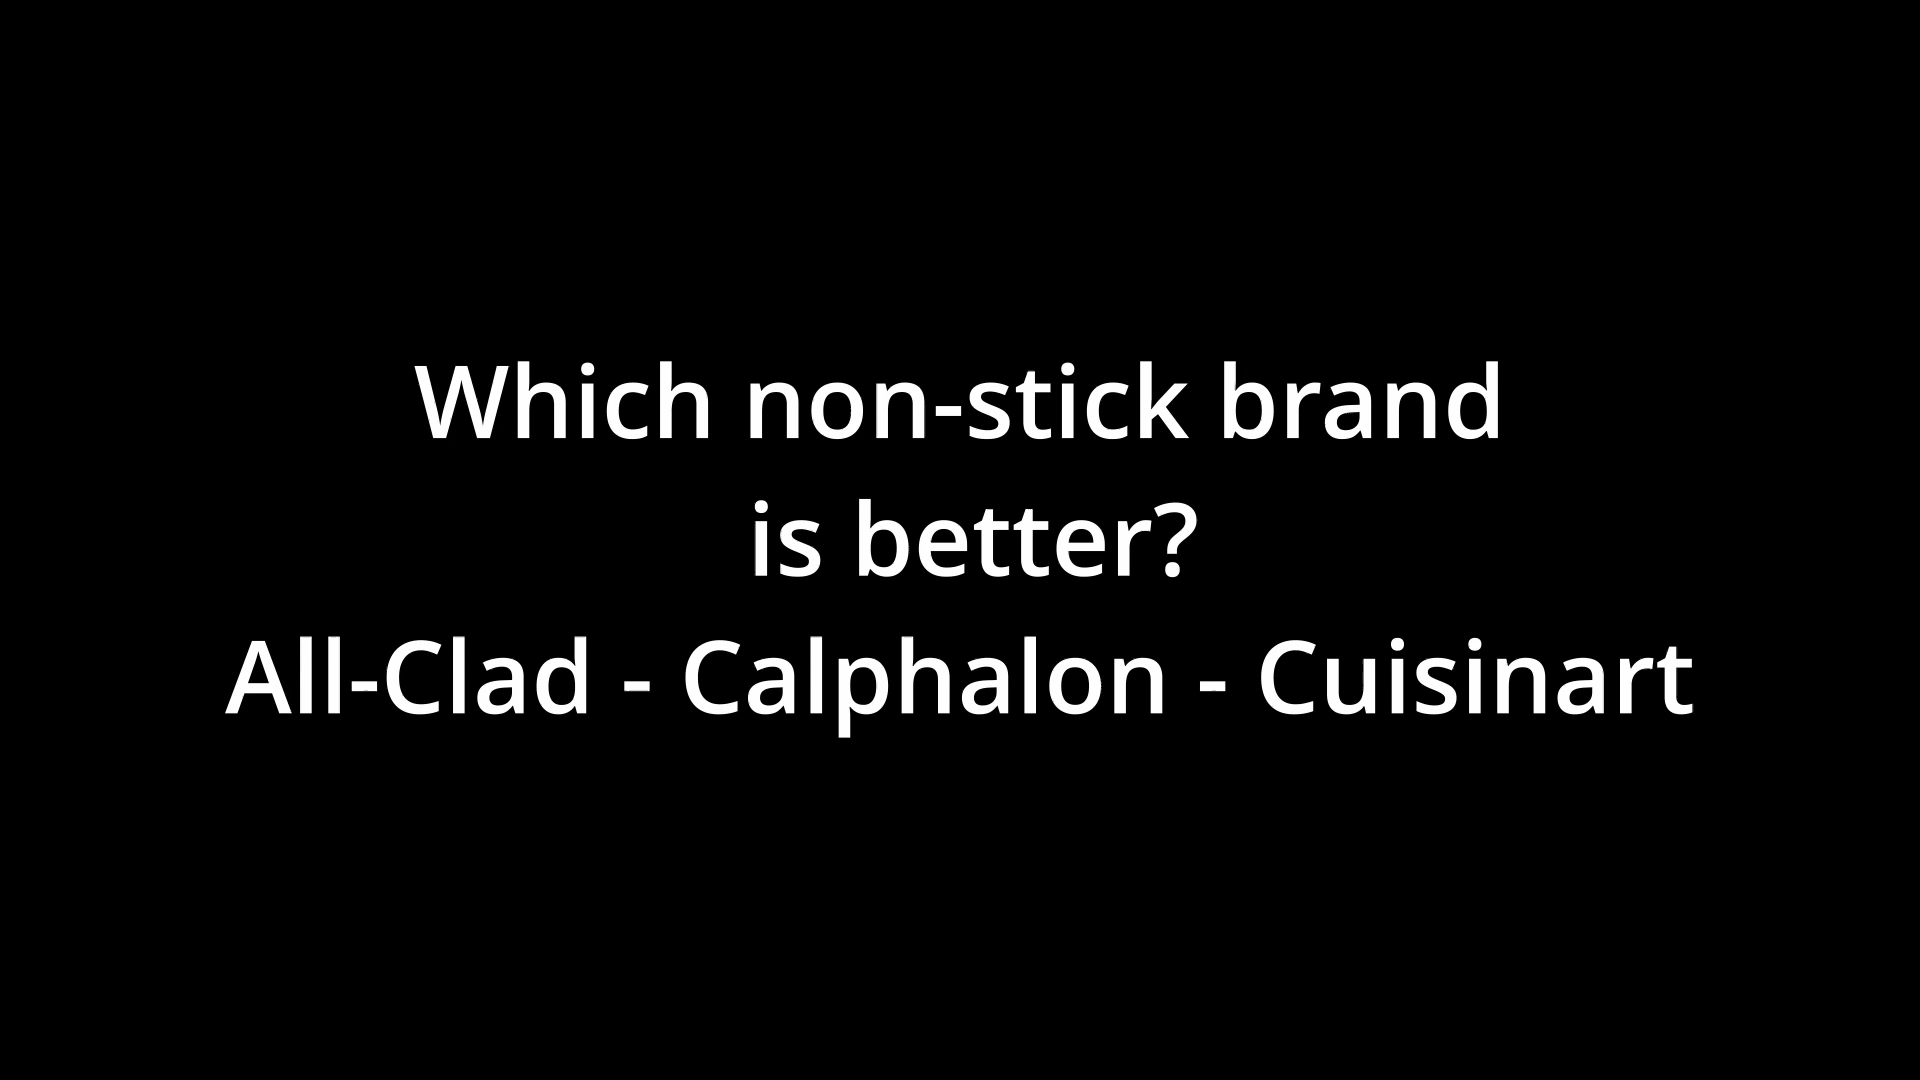 Which non-stick brand
is better?
All-Clad - Calphalon - Cuisinart